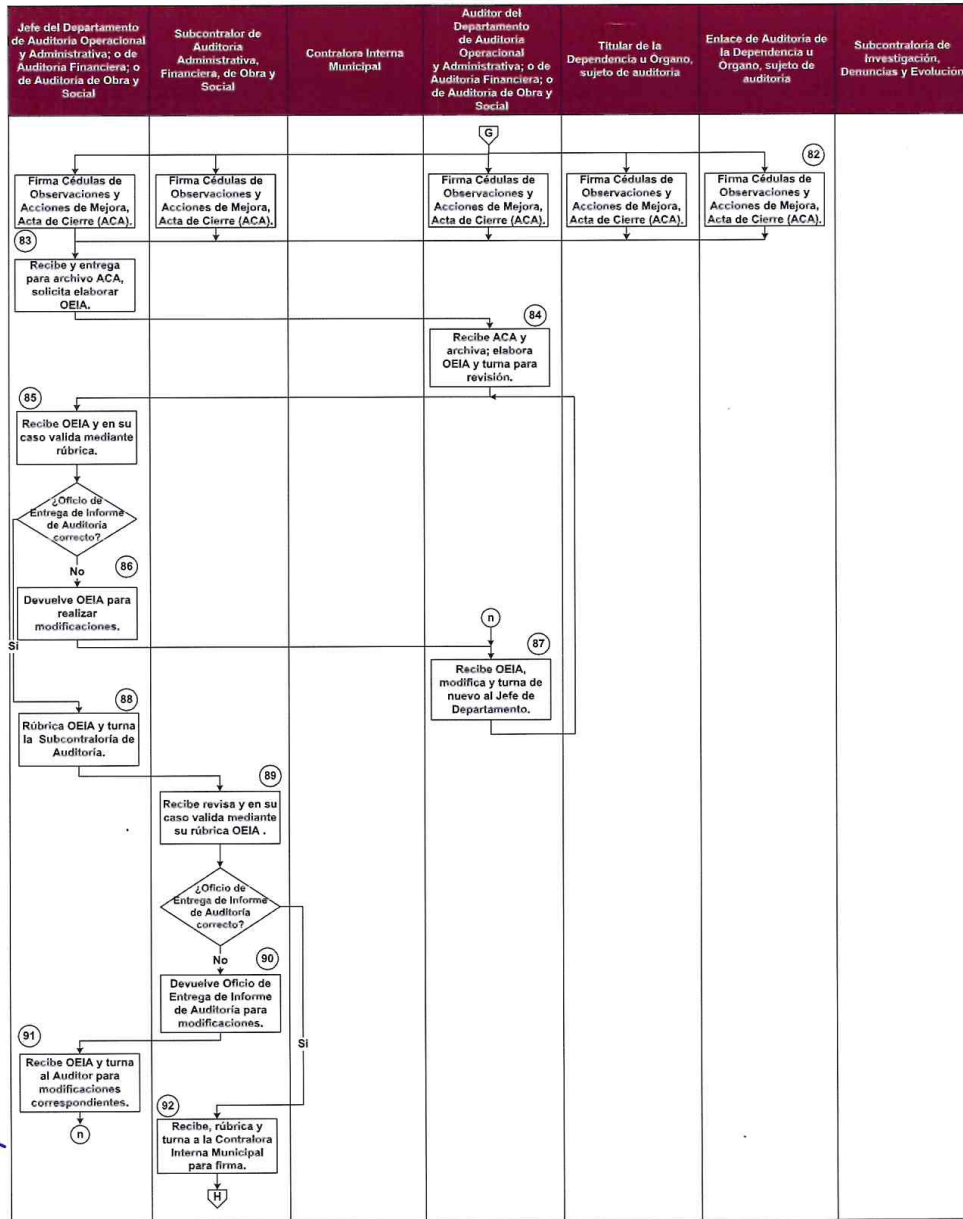 Jefe del Departamento
de Auditoría Operacional
y Administrativa; o de
Auditoría Financiera; o
de Auditoría de Obra y
Social
Subcontralor de
Auditoría
Administrativa,
Financiera, de Obra y
Social
Contralora Interna
Municipal
Auditor del
Departamento
de Auditoría
Operacional
y Administrativa; o de
Auditoría Financiera; o
de Auditoría de Obra y
Social
Titular de la
Dependencia u Órgano,
sujeto de auditoria
Enlace de Auditoría de
la Dependencia u
Órgano, sujeto de
auditoria
Subcontraloría de
Investigación,
Denuncias y Evolución
G
82
Firma Cédulas de
Observaciones y
Acciones de Mejora,
Acta de Cierre (ACA).
Firma Cédulas de
Observaciones y
Acciones de Mejora,
Acta de Cierre (ACA).
Firma Cédulas de
Observaciones y
Acciones de Mejora,
Acta de Cierre (ACA).
Firma Cédulas de
Observaciones y
Acciones de Mejora,
Acta de Cierre (ACA).
Firma Cédulas de
Observaciones y
Acciones de Mejora,
Acta de Cierre (ACA).
83
Recibe y entrega
para archivo ACA,
solicita elaborar
OEIA.
84
Recibe ACA y
archiva; elabora
OEIA y turna para
revisión.
85
Recibe OEIA y en su
caso valida mediante
rúbrica.
¿Oficio de
Entrega de Informe
de Auditoría
correcto?
No
86
Devuelve OEIA para
realizar
modificaciones.
Si
n
87
Recibe OEIA,
modifica y turna de
nuevo al Jefe de
Departamento.
88
Rúbrica OEIA y turna
la Subcontraloría de
Auditoría.
89
Recibe revisa y en su
caso valida mediante
su rúbrica OEIA .
¿Oficio de
Entrega de Informe
de Auditoría
correcto?
No
90
Devuelve Oficio de
Entrega de Informe
de Auditoría para
modificaciones.
Si
91
Recibe OEIA y turna
al Auditor para
modificaciones
correspondientes.
n
92
Recibe, rúbrica y
turna a la Contralora
Interna Municipal
para firma.
H